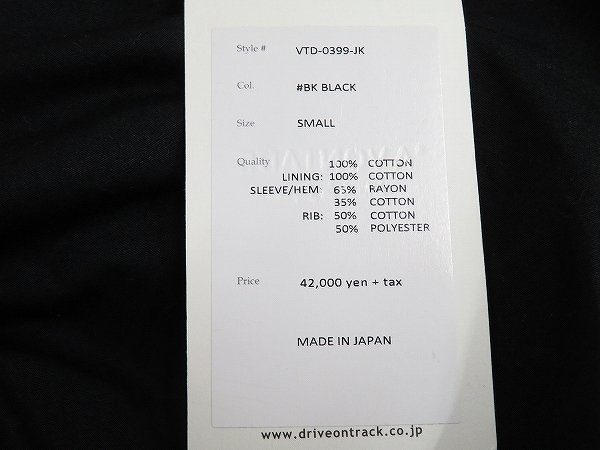 Style # VTD-0399-JK
Col. #BK BLACK
Size SMALL
Quality 100% COTTON
LINING: 100% COTTON
SLEEVE/HEM: 65% RAYON
35% COTTON
RIB: 50% COTTON
50% POLYESTER
Price 42,000 yen + tax
MADE IN JAPAN
www.driveontrack.co.jp